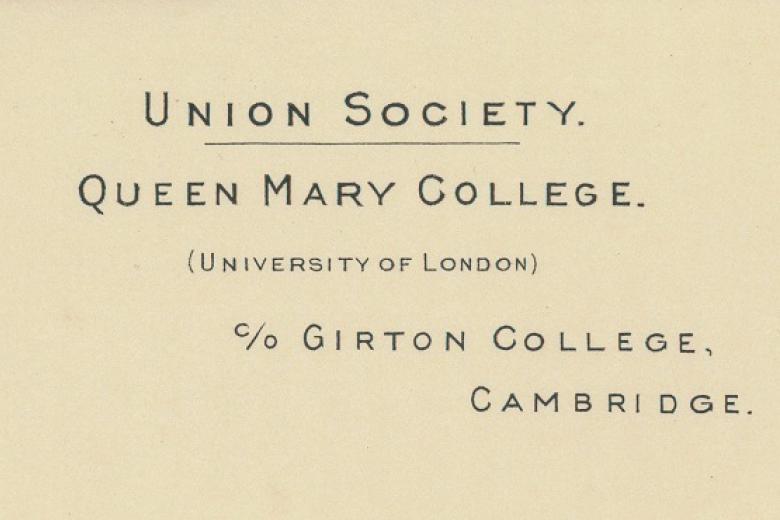 UNION SOCIETY.
QUEEN MARY COLLEGE.
(UNIVERSITY OF LONDON)
c/o GIRTON COLLEGE,
CAMBRIDGE.